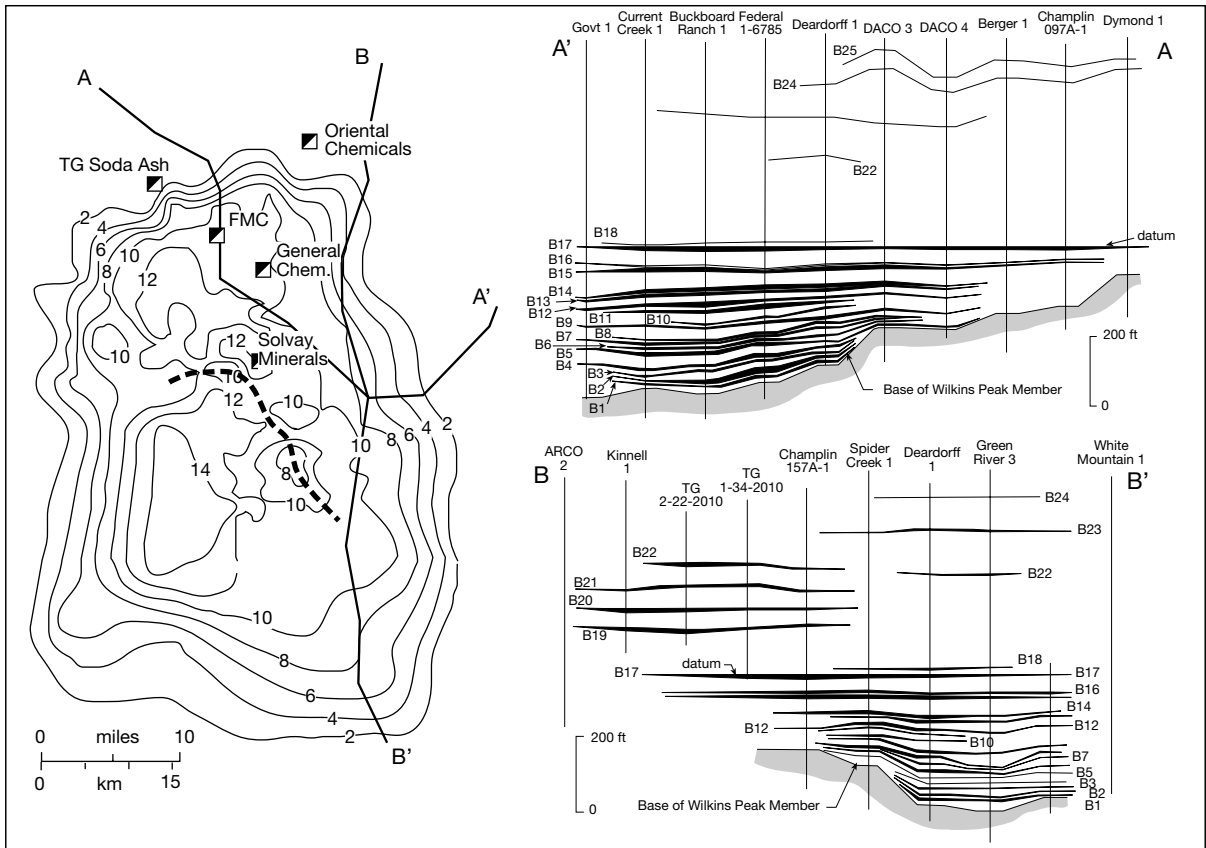 A
B
TG Soda Ash
Oriental
Chemicals
2
4
6
8
10
12
FMC
General
Chem.
A'
10
12
Solvay
Minerals
10
12
10
10
8
6
4
2
14
8
10
10
8
6
4
2
B'
0 miles 10
0 km 15
A'
Govt 1
Current
Creek 1
Buckboard
Ranch 1
Federal
1-6785
Deardorff 1
DACO 3
DACO 4
Berger 1
Champlin
097A-1
Dymond 1
A
B25
B24
B22
B18
B17
datum
B16
B15
B14
B13
B12
B11
B10
B9
B8
B7
B6
B5
B4
B3
B2
B1
Base of Wilkins Peak Member
200 ft
0
B
ARCO
2
Kinnell
1
TG
2-22-2010
TG
1-34-2010
Champlin
157A-1
Spider
Creek 1
Deardorff
1
Green
River 3
White
Mountain 1
B'
B24
B23
B22
B22
B21
B20
B19
B18
B17
datum
B17
B16
B14
B12
B12
B10
B7
B5
B3
B2
B1
200 ft
0
Base of Wilkins Peak Member